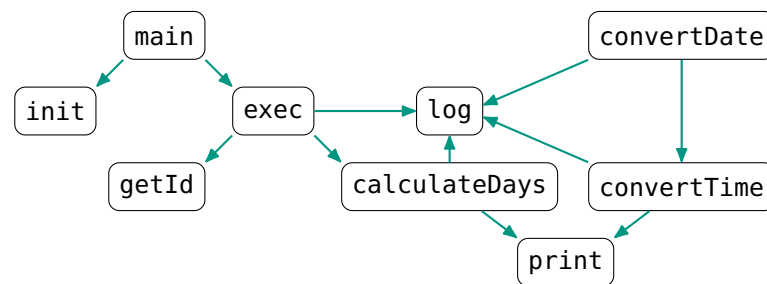 main
convertDate
init
exec
log
getId
calculateDays
convertTime
print